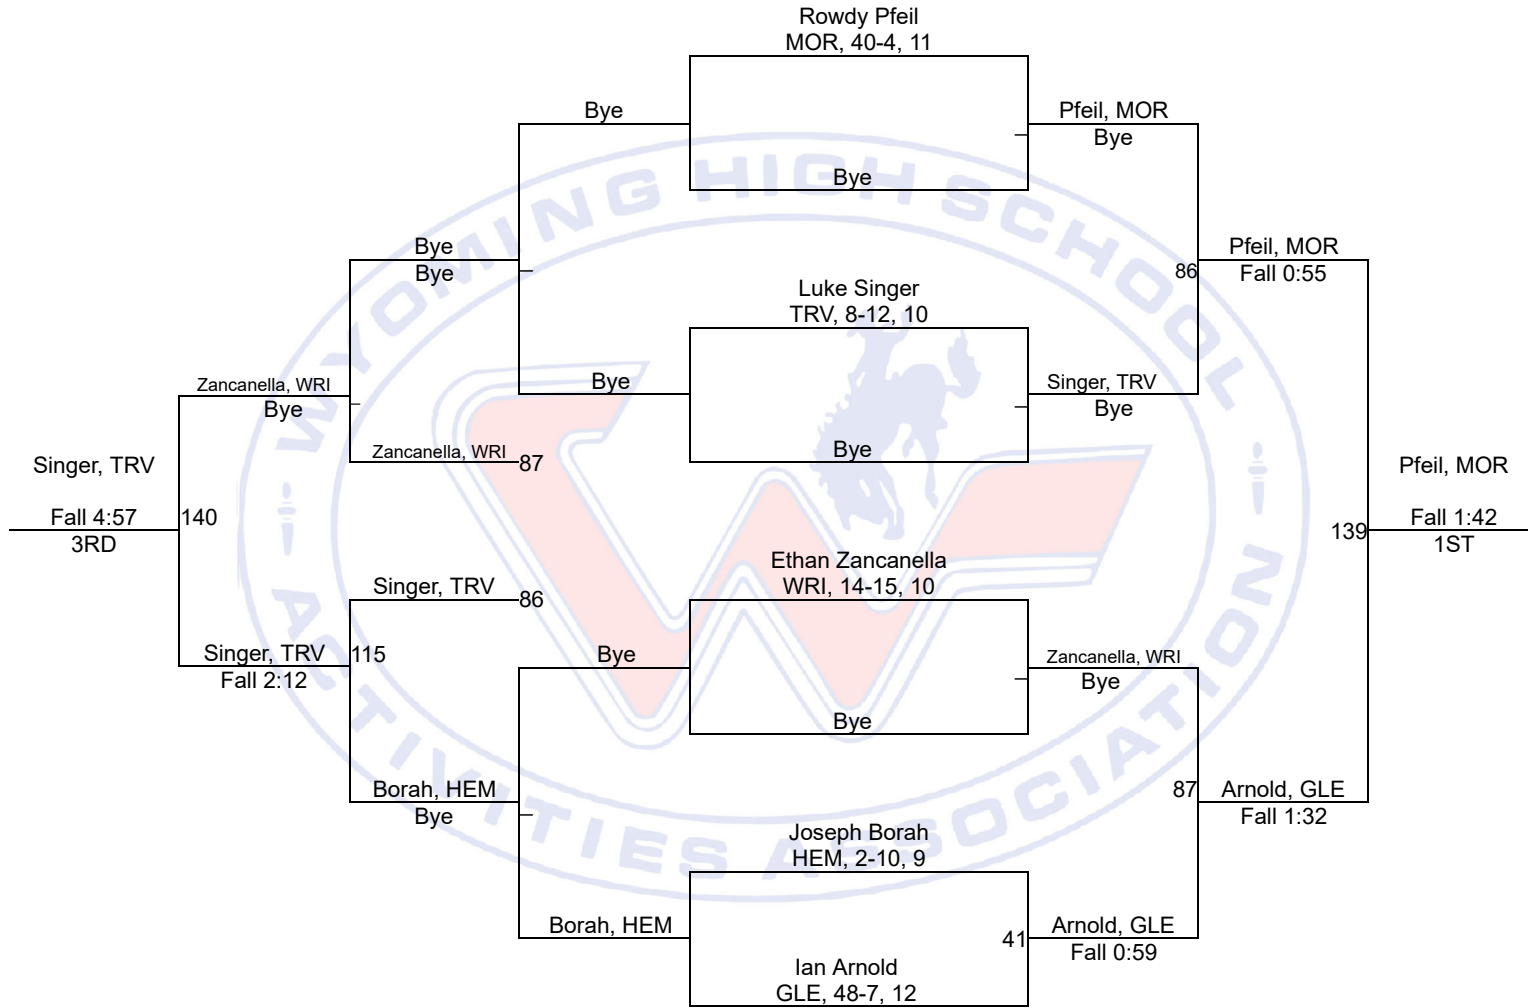 Rowdy Pfeil
MOR, 40-4, 11
Bye
Pfeil, MOR
Bye
Bye
WYOMING HIGH SCHOOL
Bye
Bye
Pfeil, MOR
Fall 0:55
86
Luke Singer
TRV, 8-12, 10
Zancanella, WRI
Bye
Bye
Singer, TRV
Bye
Zancanella, WRI
87
Bye
Singer, TRV
Fall 4:57
3RD
140
Pfeil, MOR
Fall 1:42
1ST
139
Ethan Zancanella
WRI, 14-15, 10
Singer, TRV
86
Singer, TRV
Fall 2:12
115
Bye
Zancanella, WRI
Bye
Bye
Borah, HEM
Bye
87
Arnold, GLE
Fall 1:32
Joseph Borah
HEM, 2-10, 9
ACTIVITIES ASSOCIATION
Borah, HEM
41
Arnold, GLE
Fall 0:59
Ian Arnold
GLE, 48-7, 12